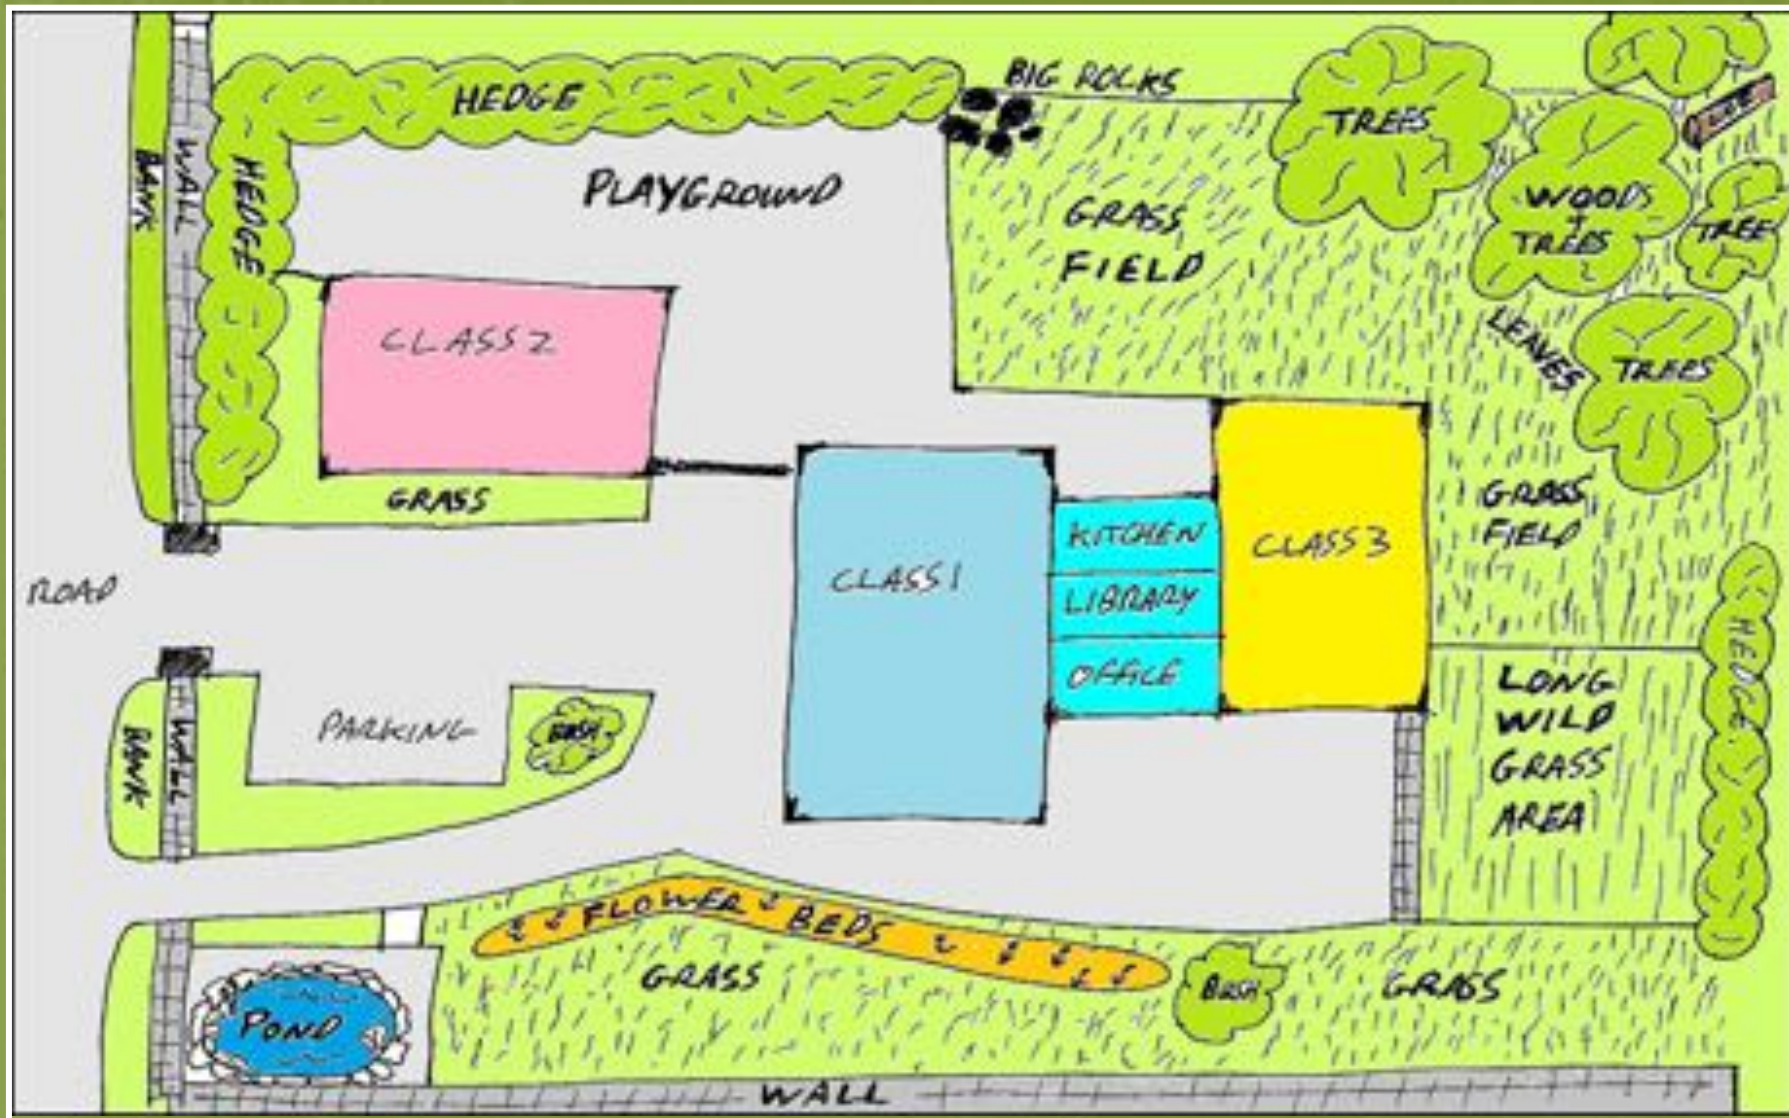 BIG ROCKS
HEDGE
TREES
LOG
BANK
WALL
HEDGE
PLAYGROUND
GRASS
FIELD
WOODS
+
TREES
TREE
LEAVES
TREES
CLASS 2
GRASS
GRASS
FIELD
KITCHEN
CLASS 3
ROAD
CLASS 1
LIBRARY
OFFICE
HEDGE
LONG
WILD
GRASS
AREA
PARKING
BUSH
BANK
WALL
FLOWER BEDS
GRASS
BUSH
GRASS
POND
WALL